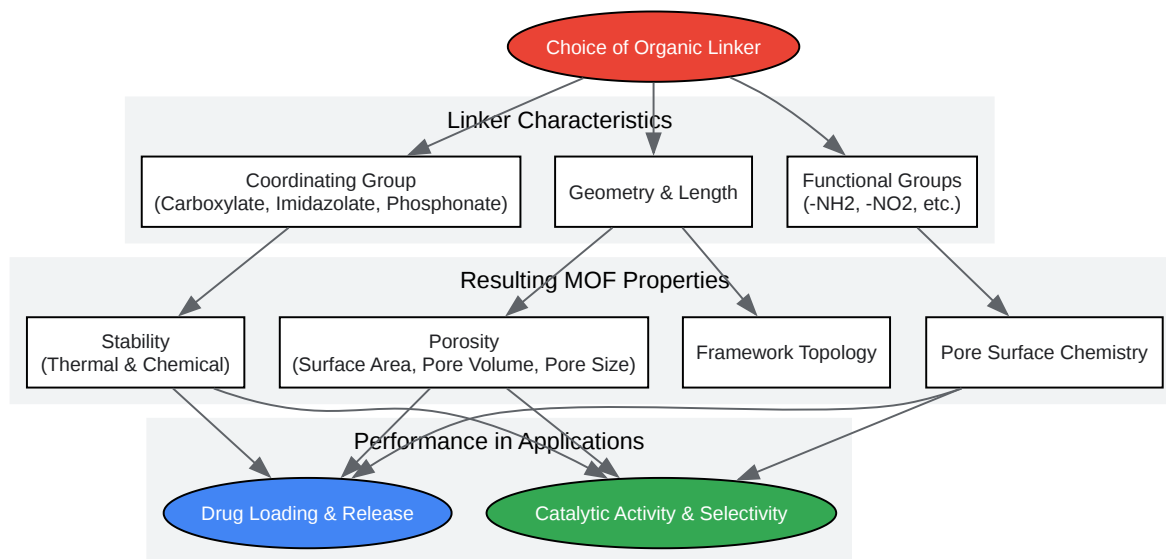 Choice of Organic Linker
Linker Characteristics
Coordinating Group
(Carboxylate, Imidazolate, Phosphonate)
Geometry & Length
Functional Groups
(-NH2, -NO2, etc.)
Resulting MOF Properties
Stability
(Thermal & Chemical)
Porosity
(Surface Area, Pore Volume, Pore Size)
Framework Topology
Pore Surface Chemistry
Performance in Applications
Drug Loading & Release
Catalytic Activity & Selectivity